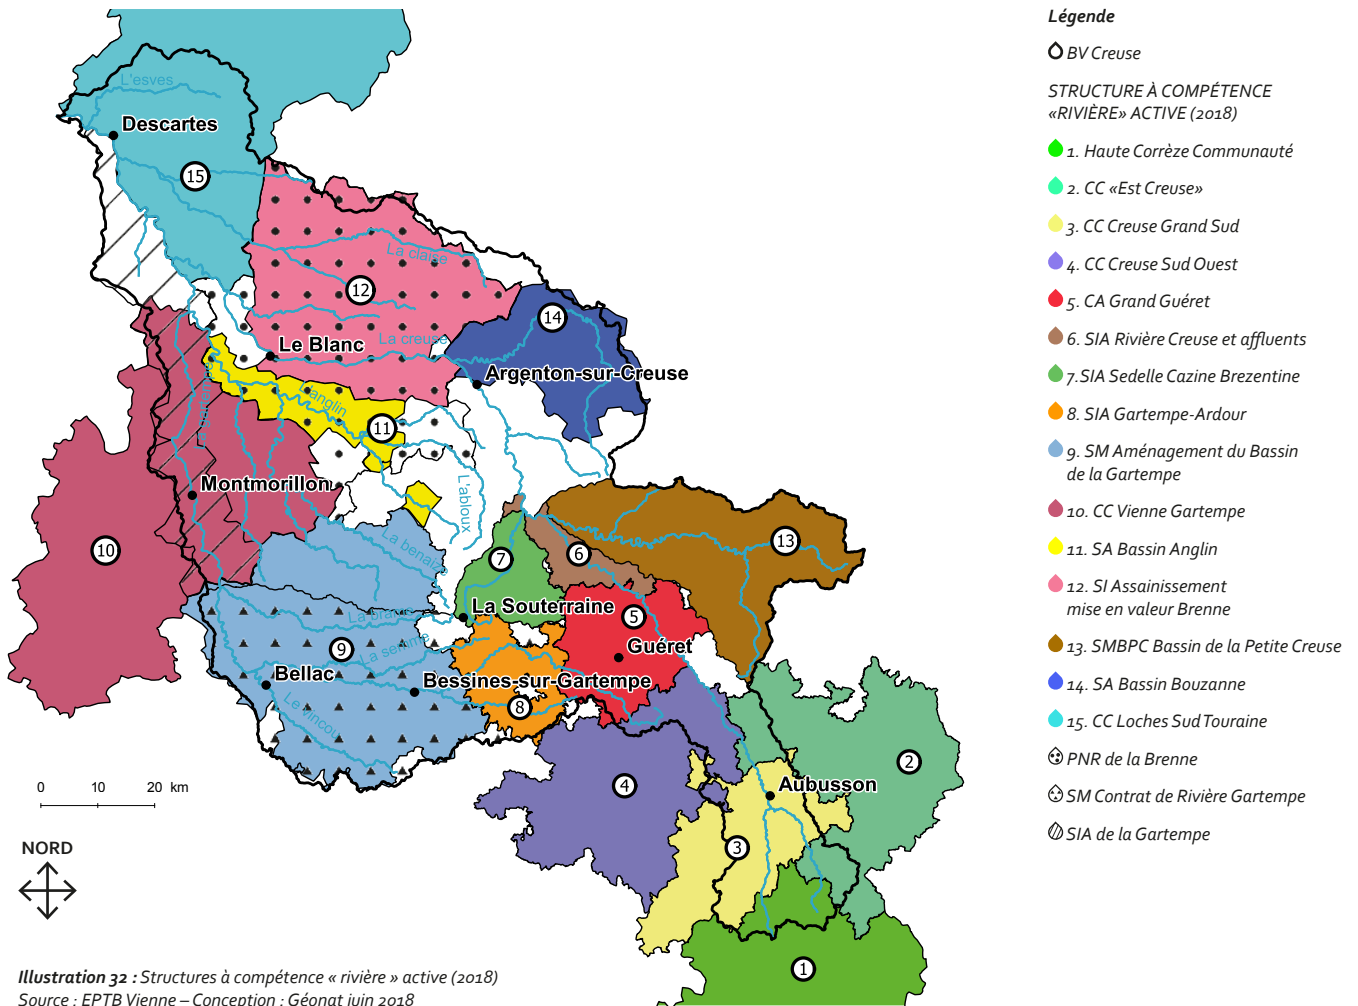 L'esves
Descartes
15
La claise
12
14
Le Blanc
La creuse
Argenton-sur-Creuse
L'anglin
11
La gartempe
Montmorillon
L'abloux
10
La benaize
7
6
13
La Souterraine
5
La brame
Guéret
9
La semme
Bellac
Bessines-sur-Gartempe
8
Le vincou
2
4
Aubusson
3
1
0 10 20 km
NORD
Illustration 32 : Structures à compétence « rivière » active (2018)
Source : EPTB Vienne – Conception : Géonat juin 2018
Légende
BV Creuse
STRUCTURE À COMPÉTENCE
«RIVIÈRE» ACTIVE (2018)
1. Haute Corrèze Communauté
2. CC «Est Creuse»
3. CC Creuse Grand Sud
4. CC Creuse Sud Ouest
5. CA Grand Guéret
6. SIA Rivière Creuse et affluents
7.SIA Sedelle Cazine Brezentine
8. SIA Gartempe-Ardour
9. SM Aménagement du Bassin
de la Gartempe
10. CC Vienne Gartempe
11. SA Bassin Anglin
12. SI Assainissement
mise en valeur Brenne
13. SMBPC Bassin de la Petite Creuse
14. SA Bassin Bouzanne
15. CC Loches Sud Touraine
PNR de la Brenne
SM Contrat de Rivière Gartempe
SIA de la Gartempe